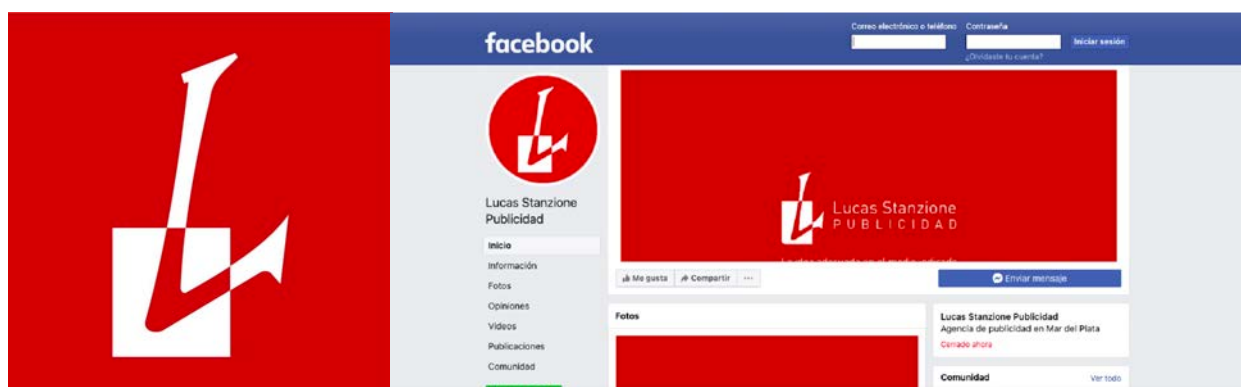 facebook
Correo electrónico o teléfono
Contraseña
Iniciar sesión
¿Olvidaste tu cuenta?
Lucas Stanzione
Publicidad
Inicio
Información
Fotos
Opiniones
Videos
Publicaciones
Comunidad
Lucas Stanzione
PUBLICIDAD
Me gusta
Compartir
...
Enviar mensaje
Fotos
Lucas Stanzione Publicidad
Agencia de publicidad en Mar del Plata
Cerrado ahora
Comunidad
Ver todo